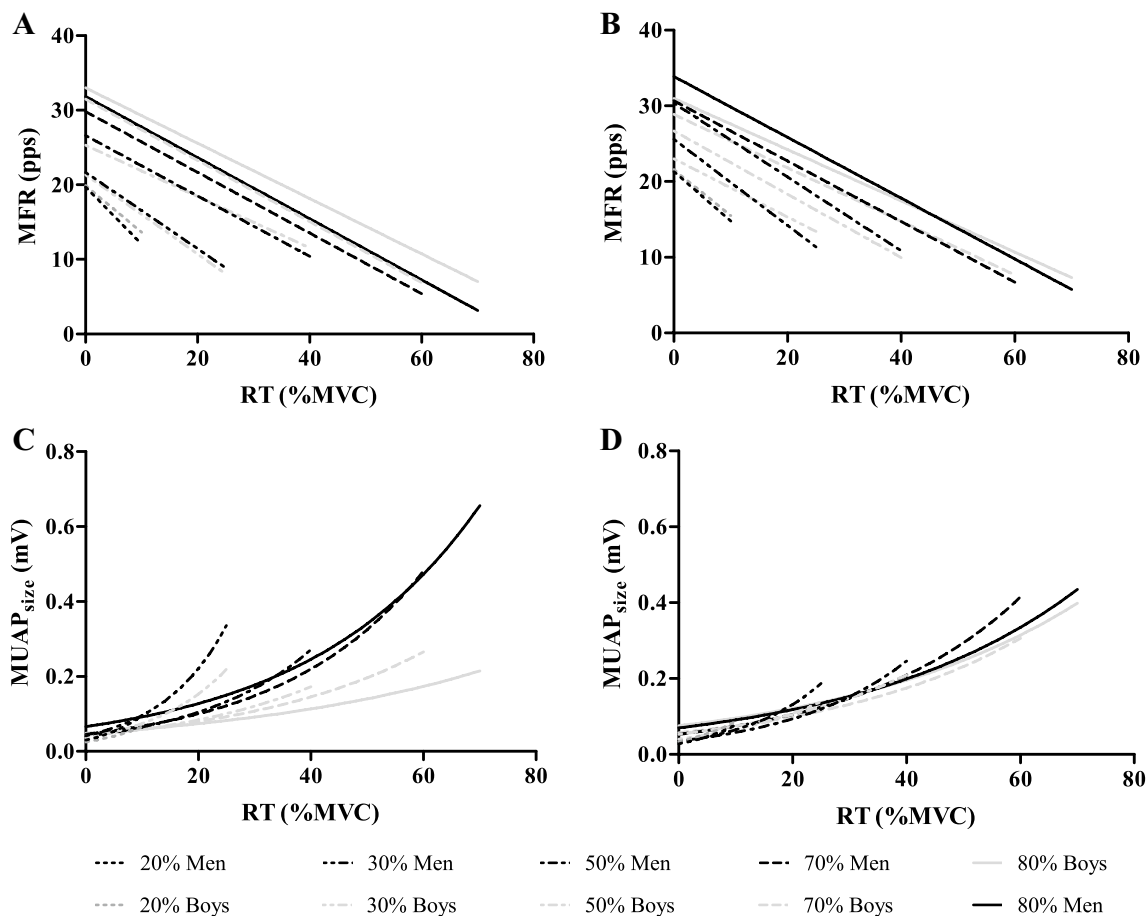 A
B
40
30
20
10
0
MFR (pps)
0 20 40 60 80
RT (%MVC)
40
30
20
10
0
MFR (pps)
0 20 40 60 80
RT (%MVC)
C
D
0.8
0.6
0.4
0.2
0.0
MUAPsize (mV)
0 20 40 60 80
RT (%MVC)
0.8
0.6
0.4
0.2
0.0
MUAPsize (mV)
0 20 40 60 80
RT (%MVC)
20% Men 30% Men 50% Men 70% Men 80% Boys
20% Boys 30% Boys 50% Boys 70% Boys 80% Men